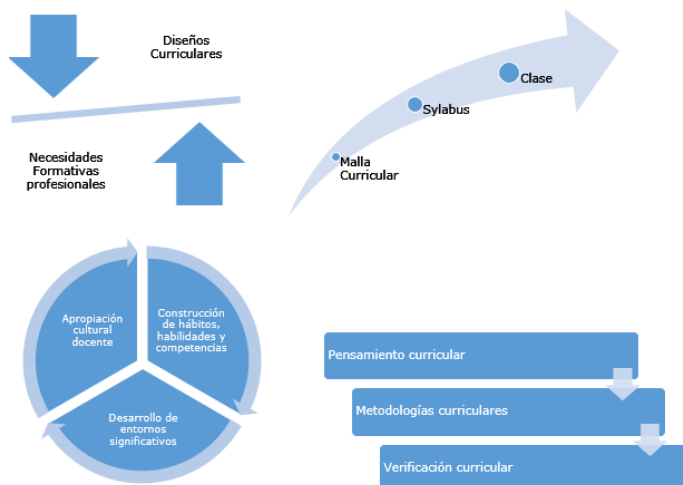 Diseños
Curriculares
Necesidades
Formativas
profesionales
Clase
Sylabus
Malla
Curricular
Apropiación
cultural
docente
Construcción
de hábitos,
habilidades y
competencias
Desarrollo de
entornos
significativos
Pensamiento curricular
Metodologías curriculares
Verificación curricular